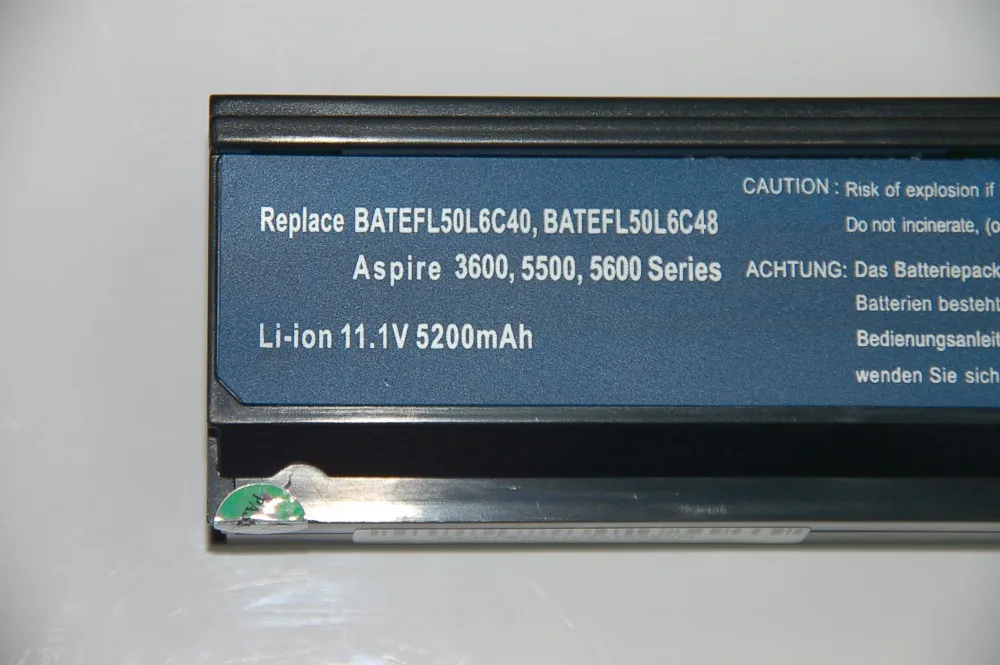 Replace BATEFL50L6C40, BATEFL50L6C48
Aspire 3600, 5500, 5600 Series
Li-ion 11.1V 5200mAh
CAUTION : Risk of explosion if
Do not incinerate, (o
ACHTUNG: Das Batteriepack
Batterien besteht
Bedienungsanleit
wenden Sie sich